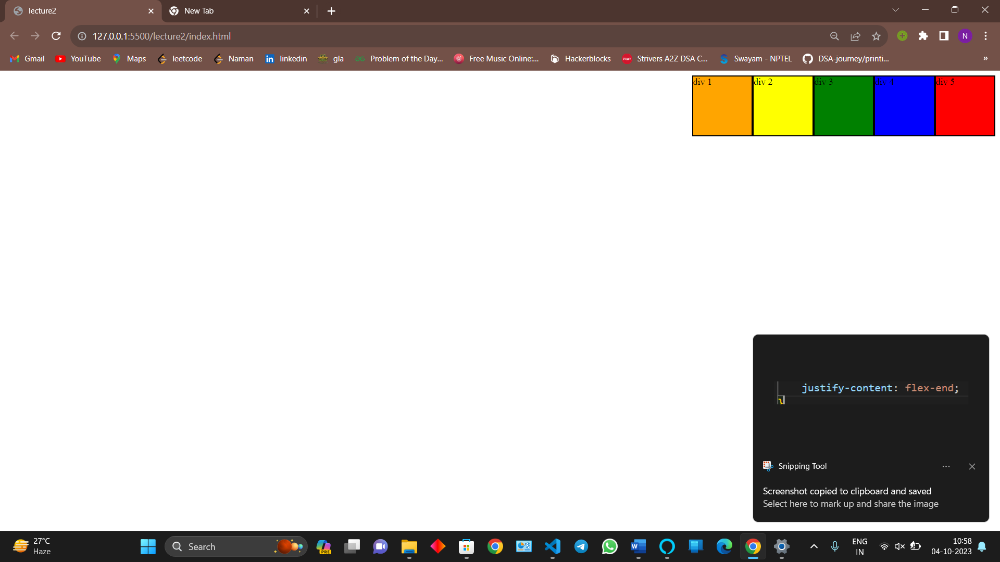 lecture2
New Tab
127.0.0.1:5500/lecture2/index.html
N
Gmail
YouTube
Maps
leetcode
Naman
linkedin
gla
Problem of the Day...
Free Music Online:...
Hackerblocks
Strivers A2Z DSA C...
Swayam - NPTEL
DSA-journey/printi...
»
div 1
div 2
div 3
div 4
div 5
justify-content: flex-end;
}
Snipping Tool
Screenshot copied to clipboard and saved
Select here to mark up and share the image
27°C
Haze
Search
PRE
ENG
IN
10:58
04-10-2023